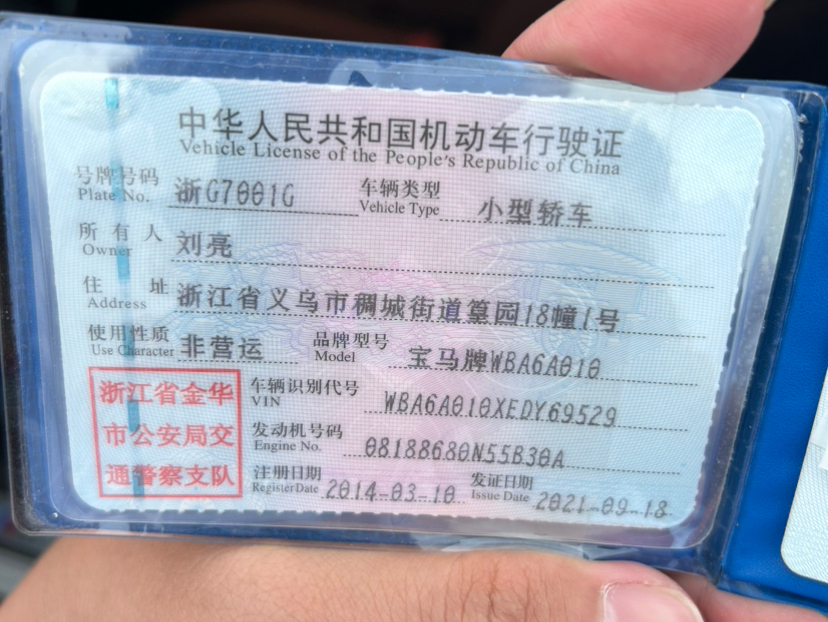 中华人民共和国机动车行驶证
Vehicle License of the People's Republic of China
号牌号码 浙G7001G 车辆类型 小型轿车
Plate No. Vehicle Type
所有人 刘亮
Owner
住址 浙江省义乌市稠城街道篁园18幢1号
Address
使用性质 非营运 品牌型号 宝马牌WBA6A010
Use Character Model
浙江省金华
市公安局交
通警察支队
车辆识别代号 WBA6A010XEDY69529
VIN
发动机号码 08188680N55B30A
Engine No.
注册日期 2014-03-10 发证日期 2021-09-18
Register Date Issue Date